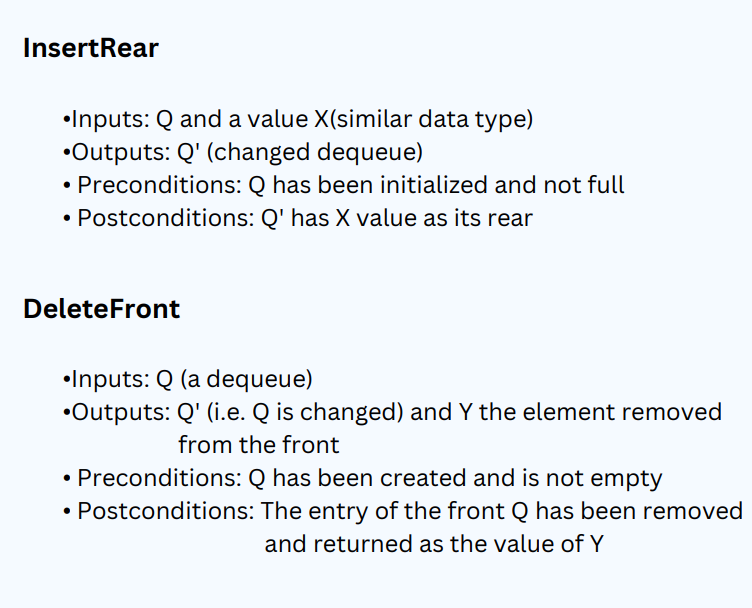 InsertRear
•Inputs: Q and a value X(similar data type)
•Outputs: Q' (changed dequeue)
• Preconditions: Q has been initialized and not full
• Postconditions: Q' has X value as its rear
DeleteFront
•Inputs: Q (a dequeue)
•Outputs: Q' (i.e. Q is changed) and Y the element removed
from the front
• Preconditions: Q has been created and is not empty
• Postconditions: The entry of the front Q has been removed
and returned as the value of Y